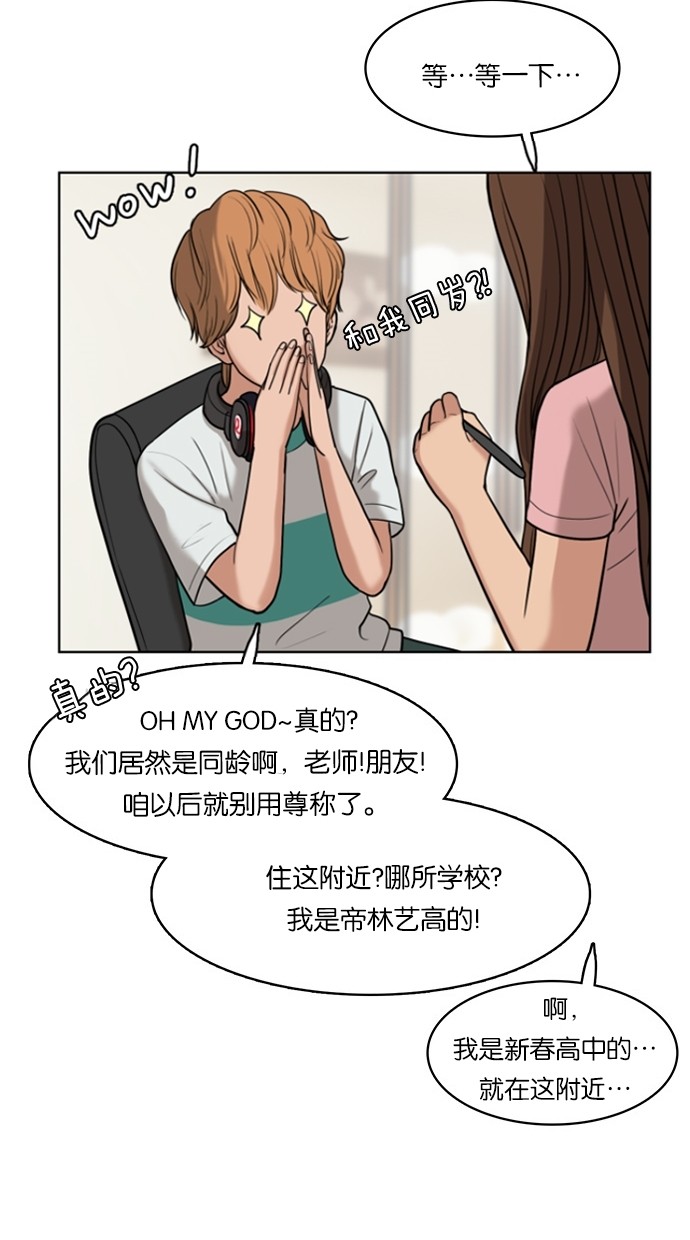 等…等一下…
wow!
和我同岁?!
真的?
OH MY GOD~真的?
我们居然是同龄啊，老师!朋友!
咱以后就别用尊称了。
住这附近?哪所学校?
我是帝林艺高的!
啊，
我是新春高中的…
就在这附近…